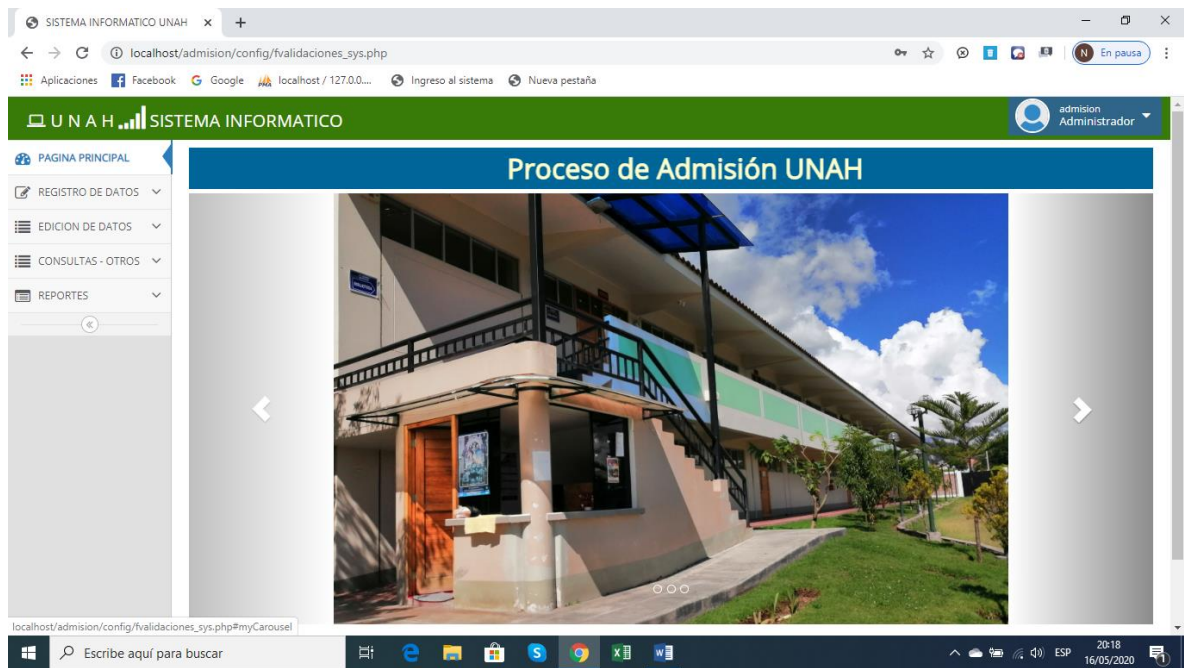 SISTEMA INFORMATICO UNAH
localhost/admision/config/fvalidaciones_sys.php
N En pausa
Aplicaciones Facebook Google localhost / 127.0.0.... Ingreso al sistema Nueva pestaña
U N A H SISTEMA INFORMATICO
admision
Administrador
PAGINA PRINCIPAL
REGISTRO DE DATOS
EDICION DE DATOS
CONSULTAS - OTROS
REPORTES
Proceso de Admisión UNAH
localhost/admision/config/fvalidaciones_sys.php#myCarousel
Escribe aquí para buscar
ESP
20:18
16/05/2020